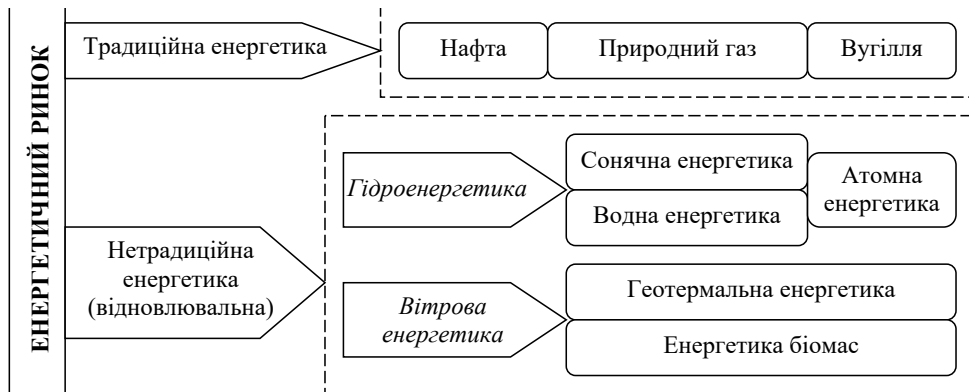 ЕНЕРГЕТИЧНИЙ РИНОК
Традиційна енергетика
Нафта
Природний газ
Вугілля
Нетрадиційна
енергетика
(відновлювальна)
Гідроенергетика
Сонячна енергетика
Водна енергетика
Атомна
енергетика
Вітрова
енергетика
Геотермальна енергетика
Енергетика біомас